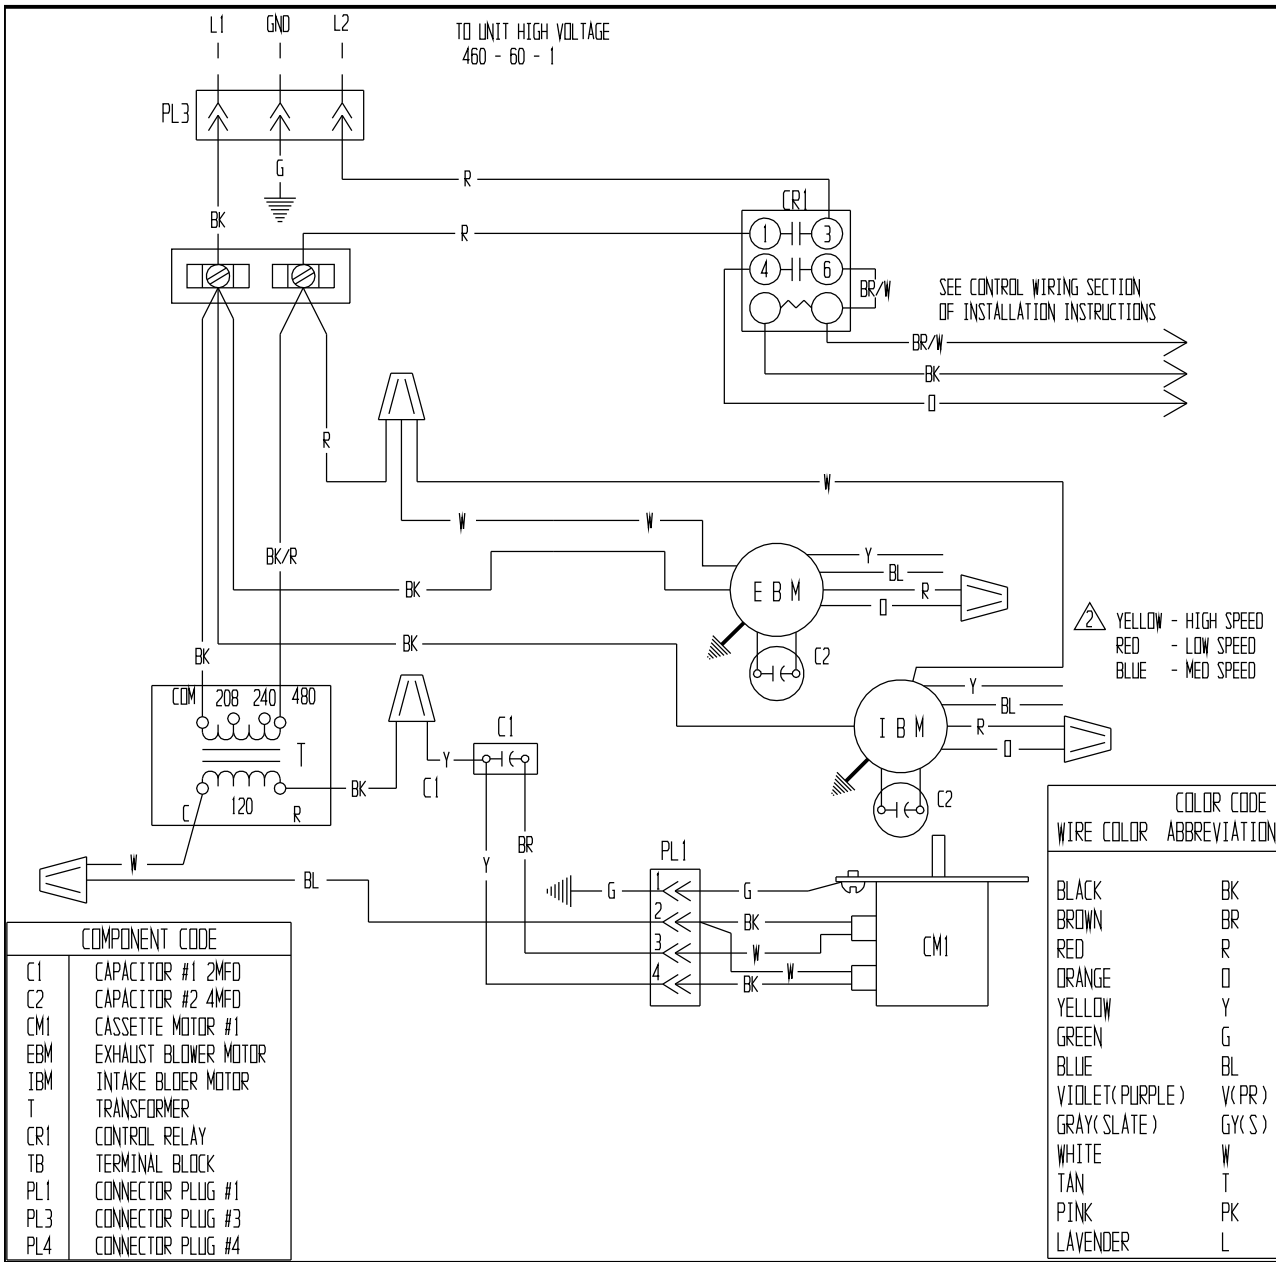 L1 GND L2
TO UNIT HIGH VOLTAGE
460 - 60 - 1
PL3
G
R
BK
R
CR1
1 3
4 6
BR/W
SEE CONTROL WIRING SECTION
OF INSTALLATION INSTRUCTIONS
BR/W
BK
O
R
W
W W
BK/R
Y
BL
BK
E B M
R
O
2 YELLOW - HIGH SPEED
RED - LOW SPEED
BLUE - MED SPEED
BK
BK
C2
COM 208 240 480
Y
BL
I B M
R
O
T
C1
Y
BK
C1
C2
120
C R
COLOR CODE
WIRE COLOR ABBREVIATION
BR
Y
PL1
W
BL
G
1
G
2
BK
3
W
4
W
BK
CM1
BLACK BK
BROWN BR
RED R
ORANGE O
YELLOW Y
GREEN G
BLUE BL
VIOLET(PURPLE) V(PR)
GRAY(SLATE) GY(S)
WHITE W
TAN T
PINK PK
LAVENDER L
COMPONENT CODE
C1 CAPACITOR #1 2MFD
C2 CAPACITOR #2 4MFD
CM1 CASSETTE MOTOR #1
EBM EXHAUST BLOWER MOTOR
IBM INTAKE BLOER MOTOR
T TRANSFORMER
CR1 CONTROL RELAY
TB TERMINAL BLOCK
PL1 CONNECTOR PLUG #1
PL3 CONNECTOR PLUG #3
PL4 CONNECTOR PLUG #4